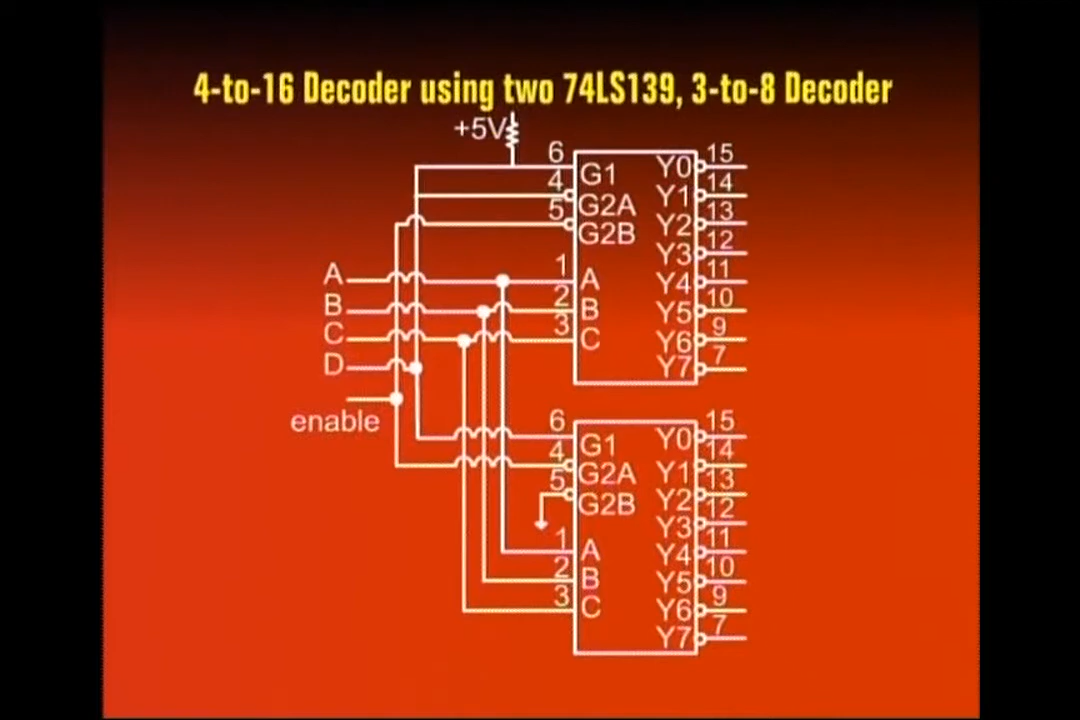 4-to-16 Decoder using two 74LS139, 3-to-8 Decoder
+5V
6 G1 Y0 15
4 G2A Y1 14
5 G2B Y2 13
Y3 12
A 1 A Y4 11
B 2 B Y5 10
C 3 C Y6 9
D Y7 7
enable
6 G1 Y0 15
4 G2A Y1 14
5 G2B Y2 13
Y3 12
1 A Y4 11
2 B Y5 10
3 C Y6 9
Y7 7